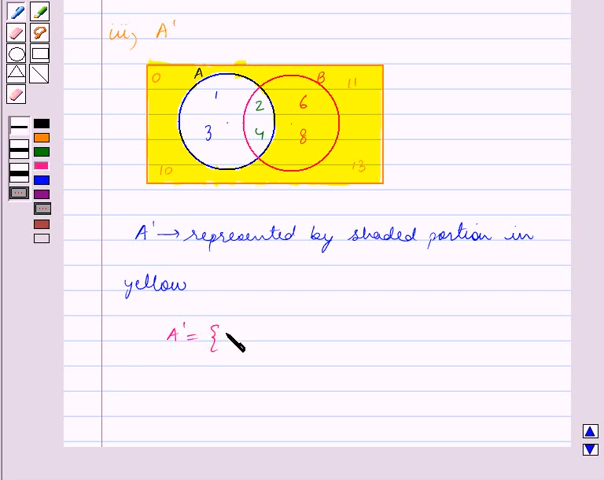 iii, A'
0 A B 11
1 2 6
3 4 8
10 13
A' → represented by shaded portion in
yellow
A' = {